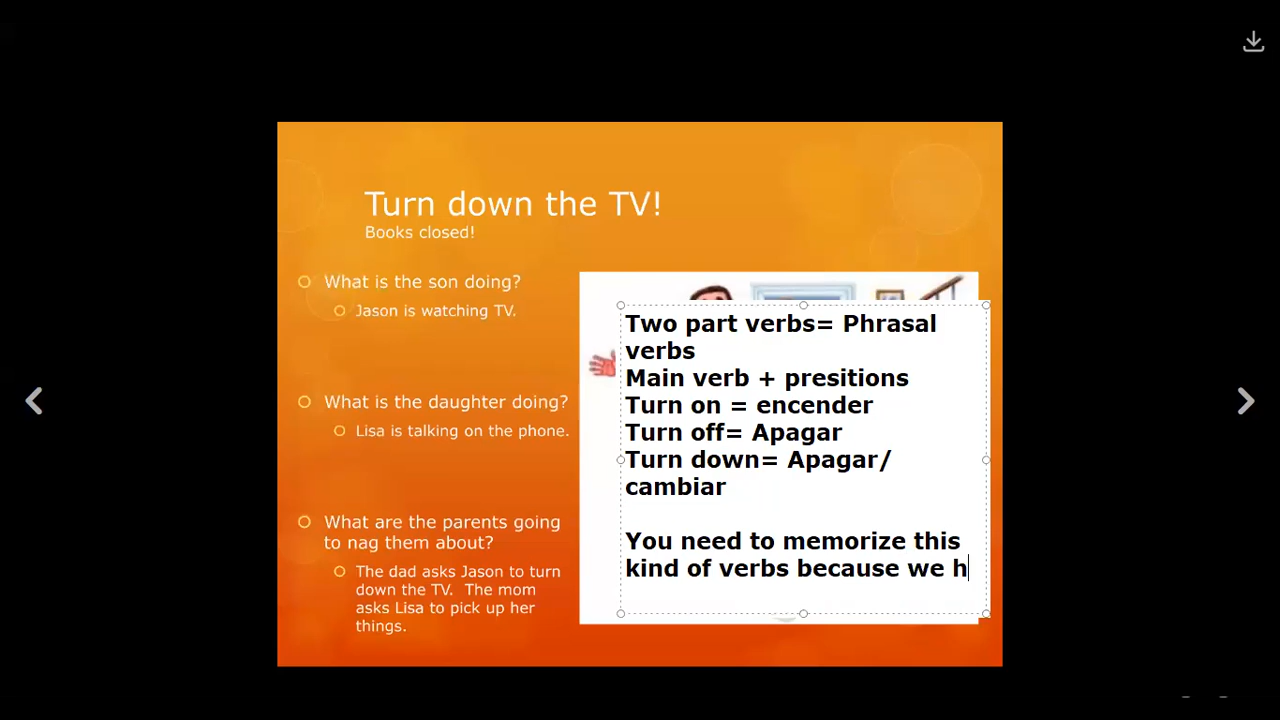 Turn down the TV!
Books closed!
What is the son doing?
Jason is watching TV.
What is the daughter doing?
Lisa is talking on the phone.
What are the parents going
to nag them about?
The dad asks Jason to turn
down the TV. The mom
asks Lisa to pick up her
things.
Two part verbs= Phrasal
verbs
Main verb + presitions
Turn on = encender
Turn off= Apagar
Turn down= Apagar/
cambiar
You need to memorize this
kind of verbs because we h